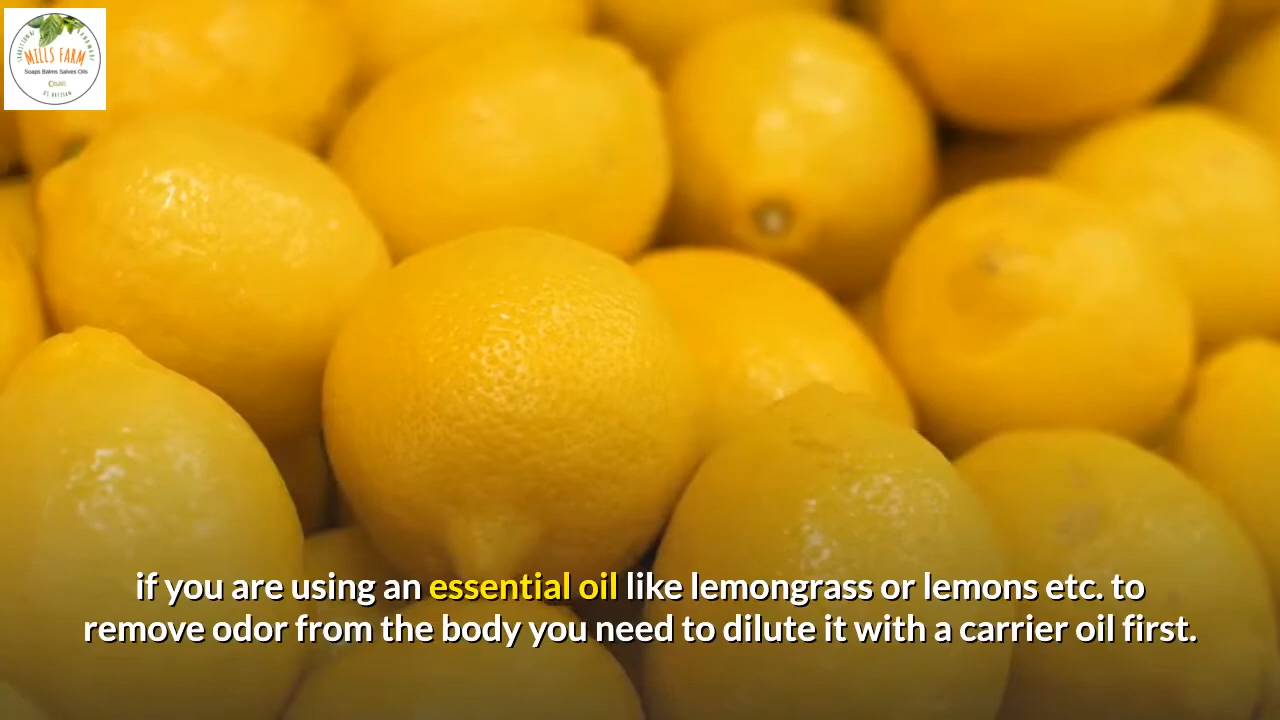 MILLS FARM
Soaps Balms Salves Oils
if you are using an essential oil like lemongrass or lemons etc. to
remove odor from the body you need to dilute it with a carrier oil first.